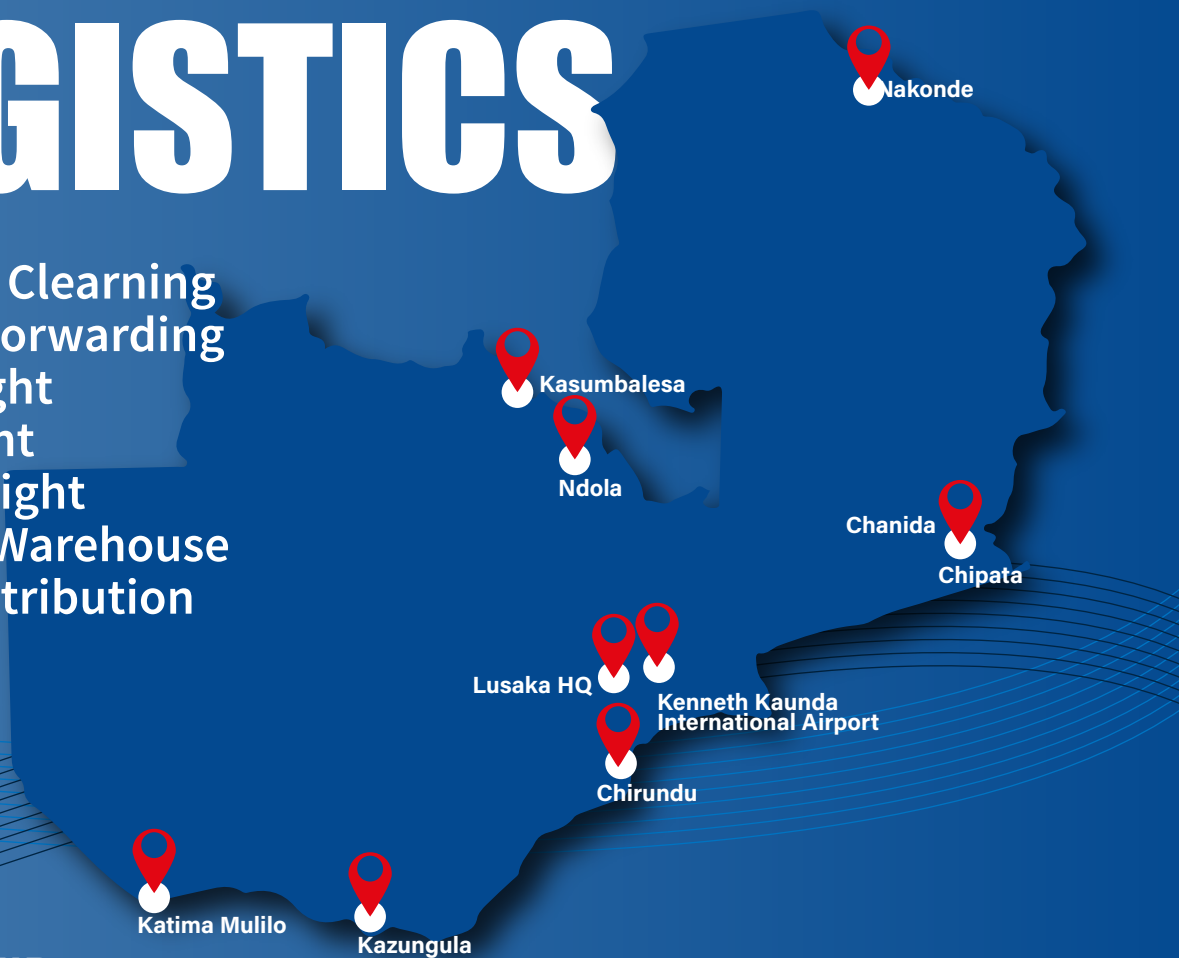 GISTICS
Nakonde
Clearning
orwarding
ght
nt
ight
Warehouse
tribution
Kasumbalesa
Ndola
Chanida
Chipata
Lusaka HQ
Kenneth Kaunda
International Airport
Chirundu
Katima Mulilo
Kazungula